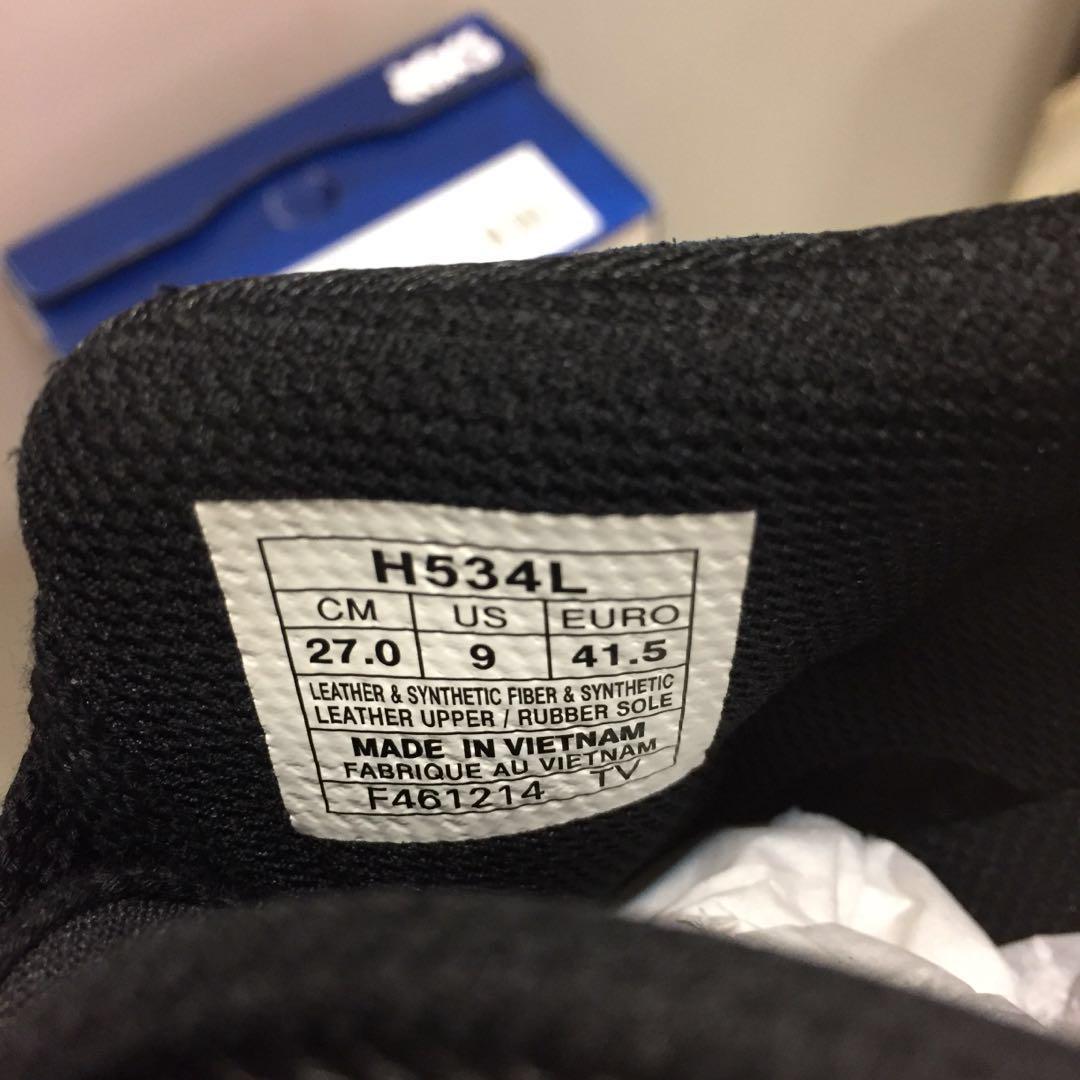 H534L
CM US EURO
27.0 9 41.5
LEATHER & SYNTHETIC FIBER & SYNTHETIC
LEATHER UPPER / RUBBER SOLE
MADE IN VIETNAM
FABRIQUE AU VIETNAM
F461214 TV